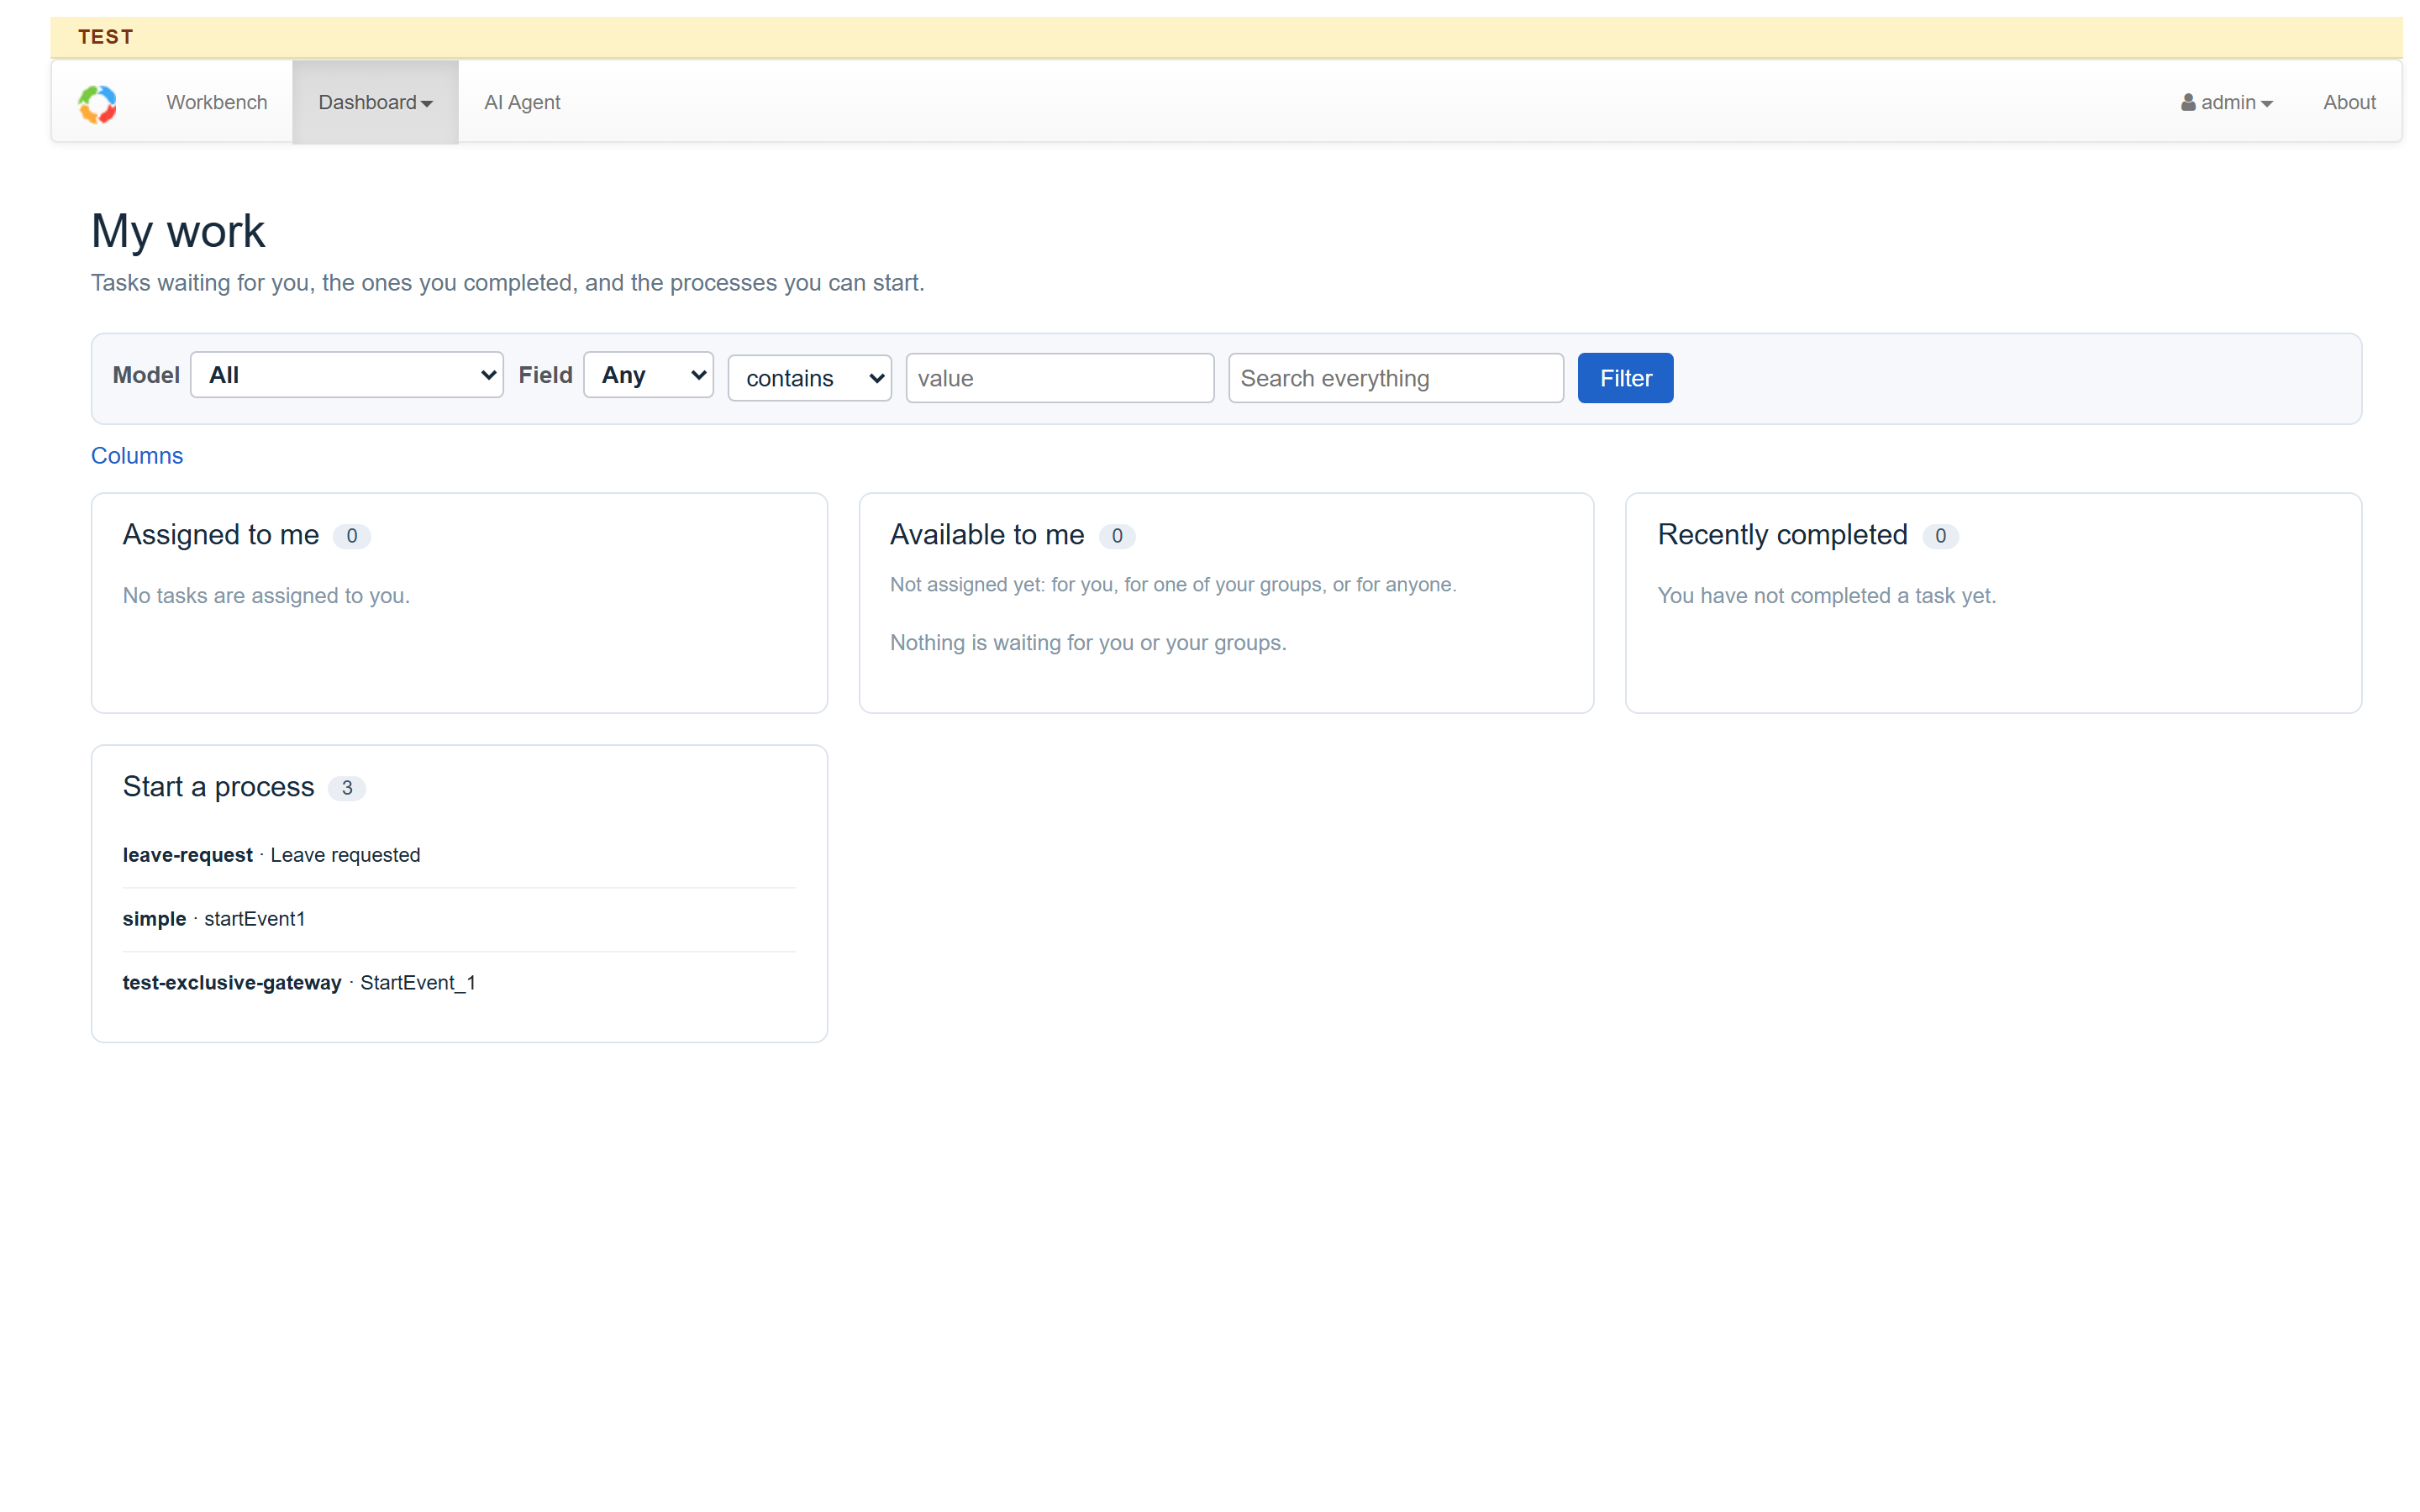 TEST
Workbench Dashboard AI Agent admin About
My work
Tasks waiting for you, the ones you completed, and the processes you can start.
Model All Field Any contains value Search everything Filter
Columns
Assigned to me 0
No tasks are assigned to you.
Available to me 0
Not assigned yet: for you, for one of your groups, or for anyone.
Nothing is waiting for you or your groups.
Recently completed 0
You have not completed a task yet.
Start a process 3
leave-request · Leave requested
simple · startEvent1
test-exclusive-gateway · StartEvent_1